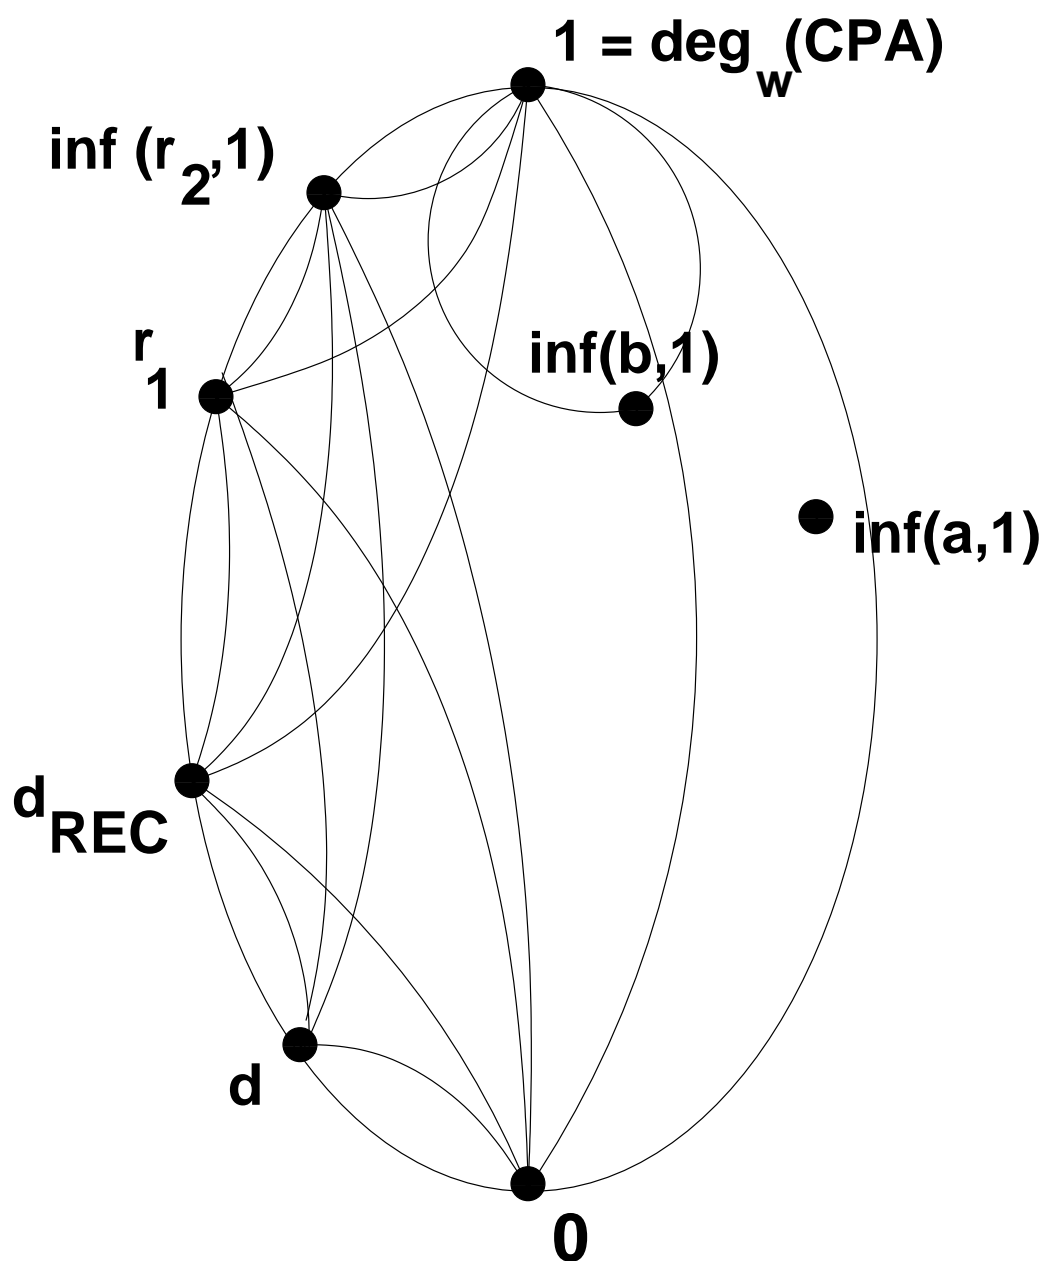 1 = deg_w(CPA)
inf (r_2,1)
r_1
inf(b,1)
inf(a,1)
d_REC
d
0